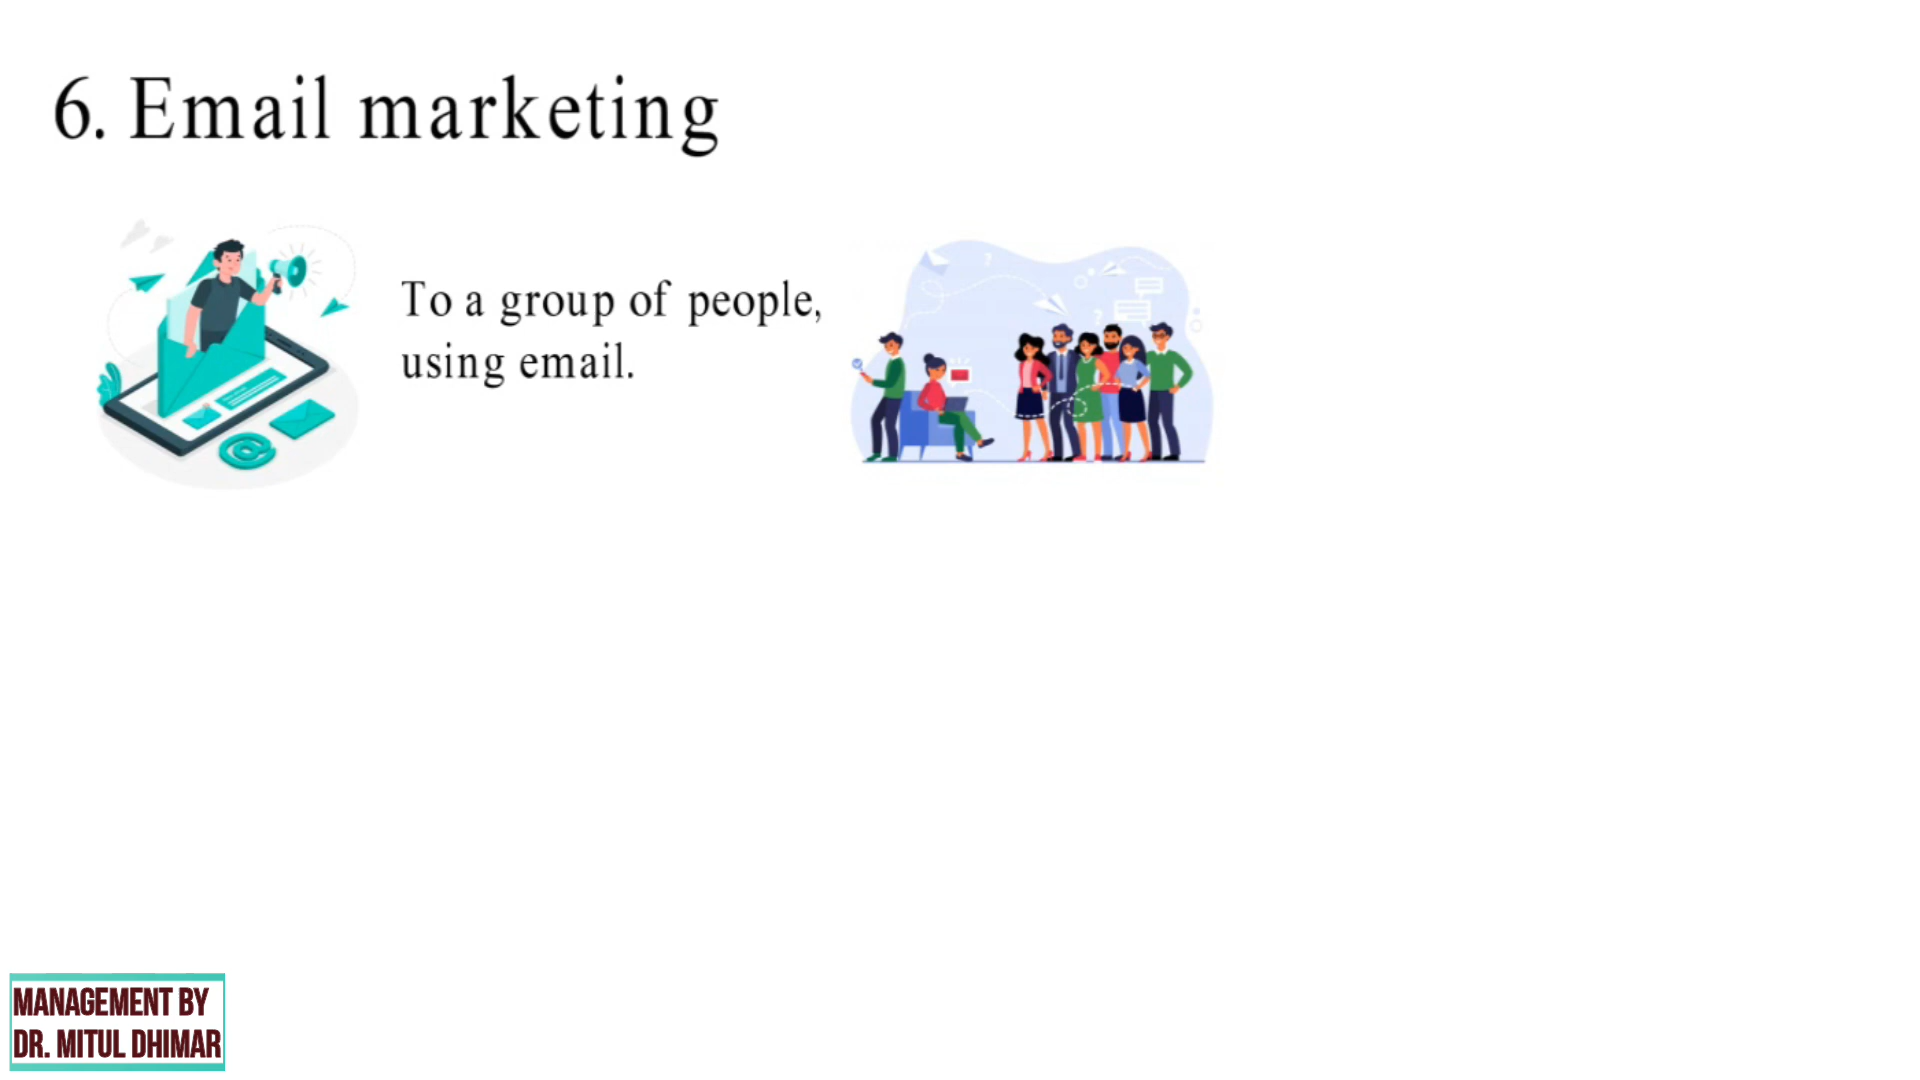 6. Email marketing
To a group of people,
using email.
MANAGEMENT BY
DR. MITUL DHIMAR